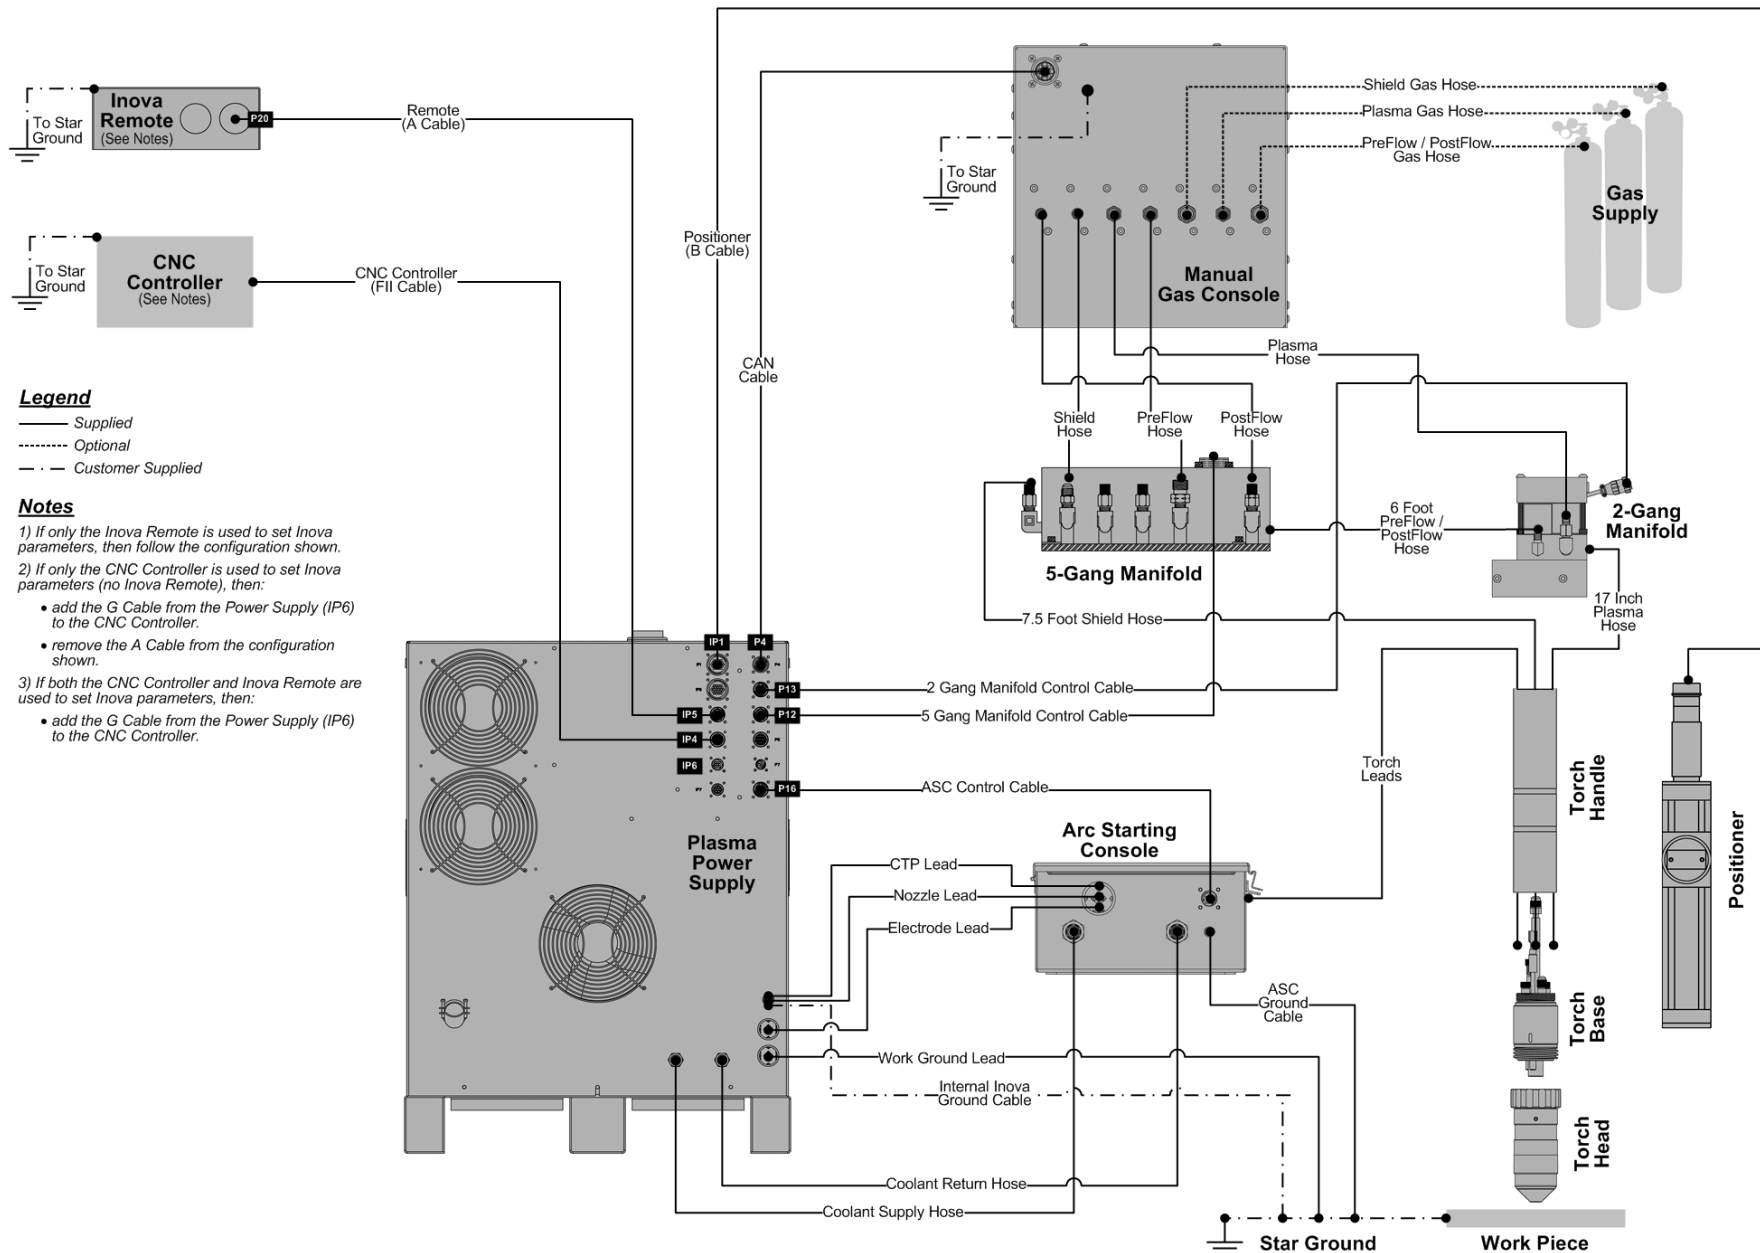 Inova
Remote
(See Notes)
P20
To Star
Ground
Remote
(A Cable)
CNC
Controller
(See Notes)
To Star
Ground
CNC Controller
(FII Cable)
Positioner
(B Cable)
CAN
Cable
To Star
Ground
Manual
Gas Console
Shield Gas Hose
Plasma Gas Hose
PreFlow / PostFlow
Gas Hose
Gas
Supply
Legend
Supplied
Optional
Customer Supplied
Notes
1) If only the Inova Remote is used to set Inova
parameters, then follow the configuration shown.
2) If only the CNC Controller is used to set Inova
parameters (no Inova Remote), then:
• add the G Cable from the Power Supply (IP6)
to the CNC Controller.
• remove the A Cable from the configuration
shown.
3) If both the CNC Controller and Inova Remote are
used to set Inova parameters, then:
• add the G Cable from the Power Supply (IP6)
to the CNC Controller.
Plasma
Hose
Shield
Hose
PreFlow
Hose
PostFlow
Hose
5-Gang Manifold
6 Foot
PreFlow /
PostFlow
Hose
2-Gang
Manifold
7.5 Foot Shield Hose
17 Inch
Plasma
Hose
IP1
P4
P13
IP5
P12
IP4
IP6
P16
2 Gang Manifold Control Cable
5 Gang Manifold Control Cable
ASC Control Cable
Plasma
Power
Supply
Arc Starting
Console
CTP Lead
Nozzle Lead
Electrode Lead
Torch
Leads
Torch
Handle
Positioner
ASC
Ground
Cable
Torch
Base
Work Ground Lead
Internal Inova
Ground Cable
Torch
Head
Coolant Return Hose
Coolant Supply Hose
Star Ground
Work Piece